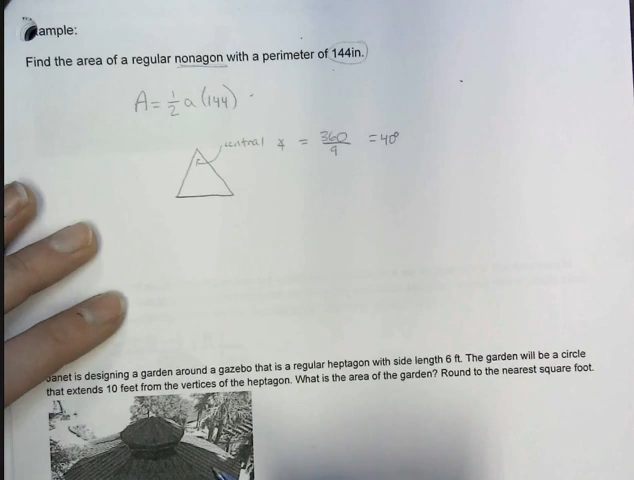 ample:
Find the area of a regular nonagon with a perimeter of 144in.
A = 1/2 a(144)
central ∡ = 360/9 = 40°
Janet is designing a garden around a gazebo that is a regular heptagon with side length 6 ft. The garden will be a circle
that extends 10 feet from the vertices of the heptagon. What is the area of the garden? Round to the nearest square foot.